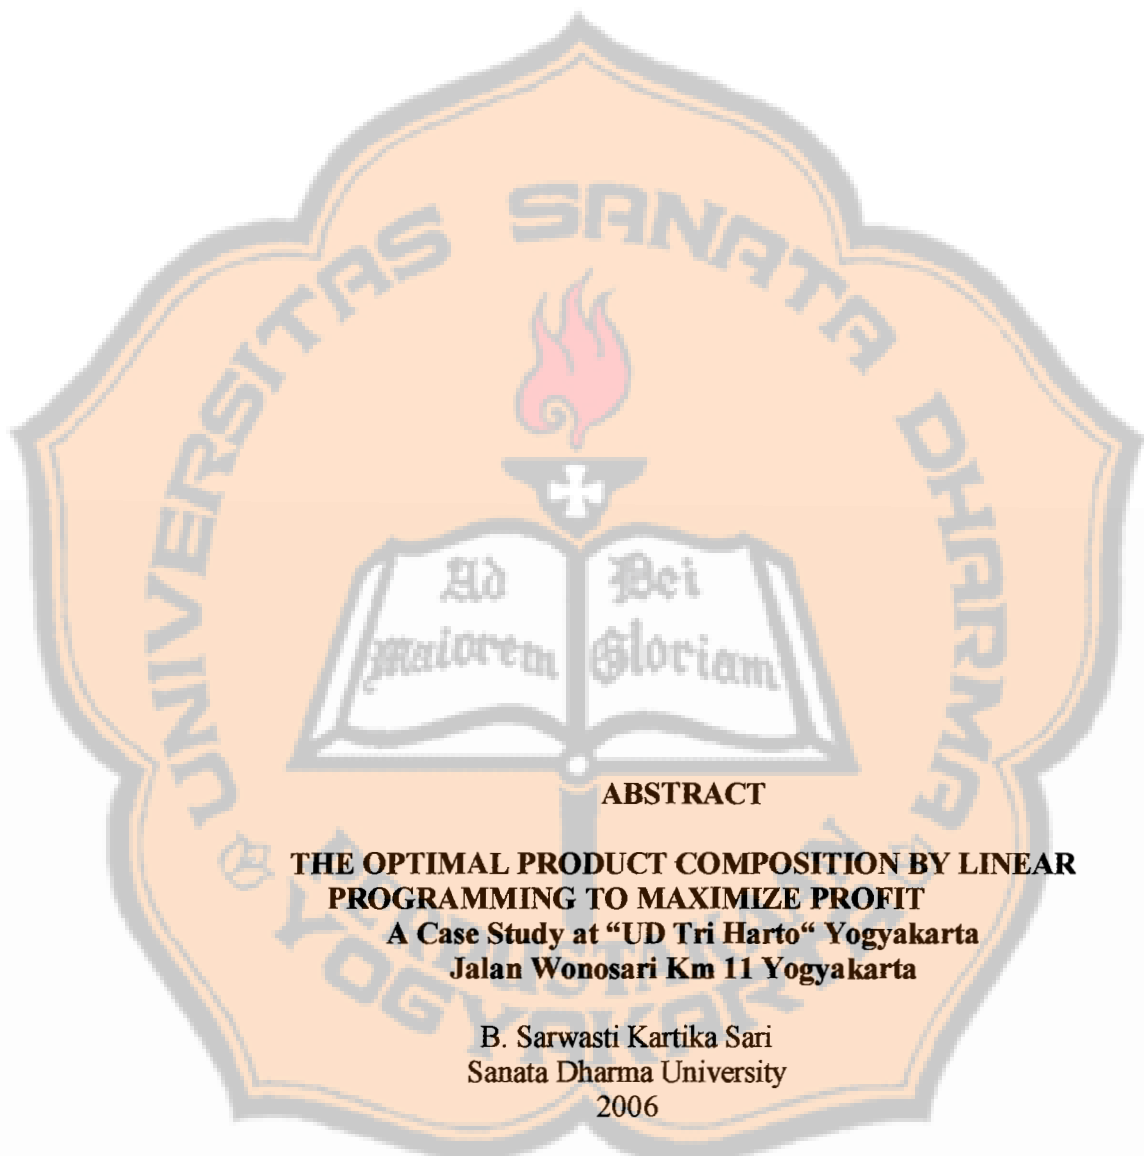 UNIVERSITAS SANATA DHARMA
Ad Dei
Maiorem Gloriam
ABSTRACT
THE OPTIMAL PRODUCT COMPOSITION BY LINEAR
PROGRAMMING TO MAXIMIZE PROFIT
A Case Study at “UD Tri Harto“ Yogyakarta
Jalan Wonosari Km 11 Yogyakarta
B. Sarwasti Kartika Sari
Sanata Dharma University
2006
YOGYAKARTA